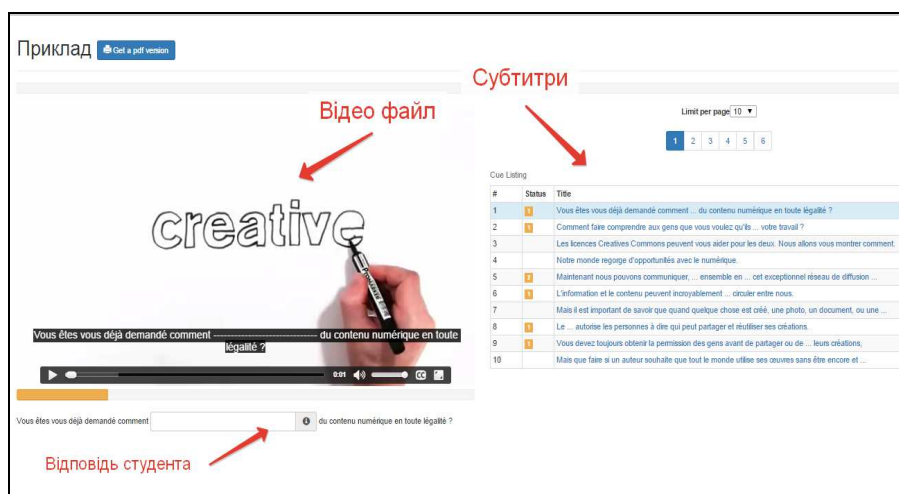 Приклад Get a pdf version
Субтитри
Відео файл
creative
PROMARKER
Vous êtes vous déjà demandé comment ------------------------------ du contenu numérique en toute
légalité ?
0:01 CC
Vous êtes vous déjà demandé comment du contenu numérique en toute légalité ?
Відповідь студента
Limit per page 10
1 2 3 4 5 6
Cue Listing
# Status Title
1 1 Vous êtes vous déjà demandé comment ... du contenu numérique en toute légalité ?
2 1 Comment faire comprendre aux gens que vous voulez qu'ils ... votre travail ?
3 Les licences Creatives Commons peuvent vous aider pour les deux. Nous allons vous montrer comment.
4 Notre monde regorge d'opportunités avec le numérique.
5 Maintenant nous pouvons communiquer, ... ensemble en ... cet exceptionnel réseau de diffusion ...
6 1 L'information et le contenu peuvent incroyablement ... circuler entre nous.
7 Mais il est important de savoir que quand quelque chose est créé, une photo, un document, ou une ...
8 1 Le ... autorise les personnes à dire qui peut partager et réutiliser ses créations.
9 1 Vous devez toujours obtenir la permission des gens avant de partager ou de ... leurs créations,
10 Mais que faire si un auteur souhaite que tout le monde utilise ses œuvres sans être encore et ...